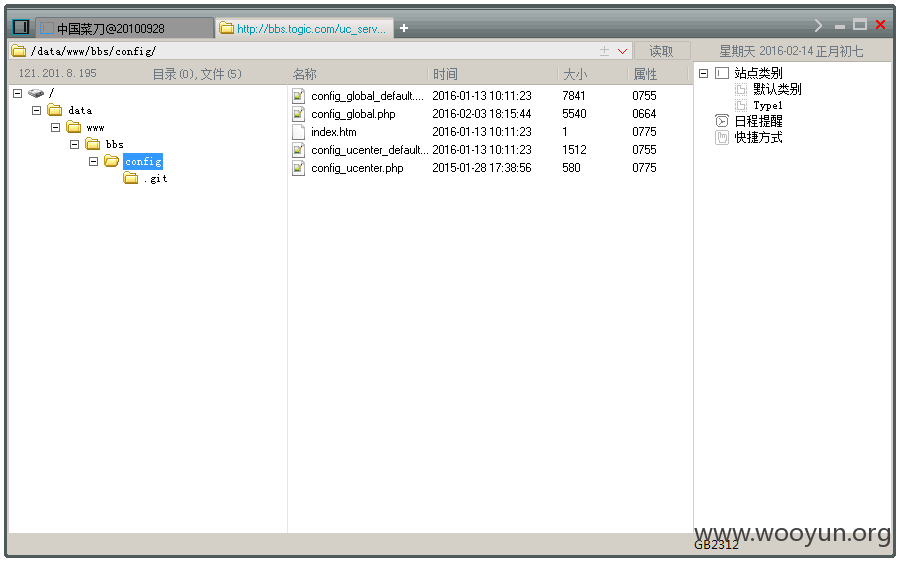 中国菜刀@20100928
http://bbs.togic.com/uc_serv...
+
/data/www/bbs/config/
读取
星期天 2016-02-14 正月初七
121.201.8.195 目录(0),文件(5)
名称 时间 大小 属性
/
data
www
bbs
config
.git
config_global_default.... 2016-01-13 10:11:23 7841 0755
config_global.php 2016-02-03 18:15:44 5540 0664
index.htm 2016-01-13 10:11:23 1 0775
config_ucenter_default... 2016-01-13 10:11:23 1512 0755
config_ucenter.php 2015-01-28 17:38:56 580 0775
站点类别
默认类别
Type1
日程提醒
快捷方式
www.wooyun.org
GB2312